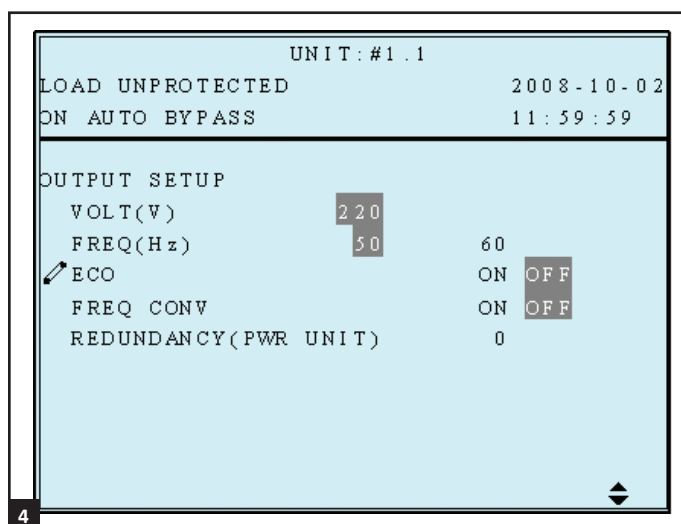 UNIT:#1.1
LOAD UNPROTECTED 2008-10-02
ON AUTO BYPASS 11:59:59
OUTPUT SETUP
VOLT(V) 220
FREQ(Hz) 50 60
ECO ON OFF
FREQ CONV ON OFF
REDUNDANCY(PWR UNIT) 0
4